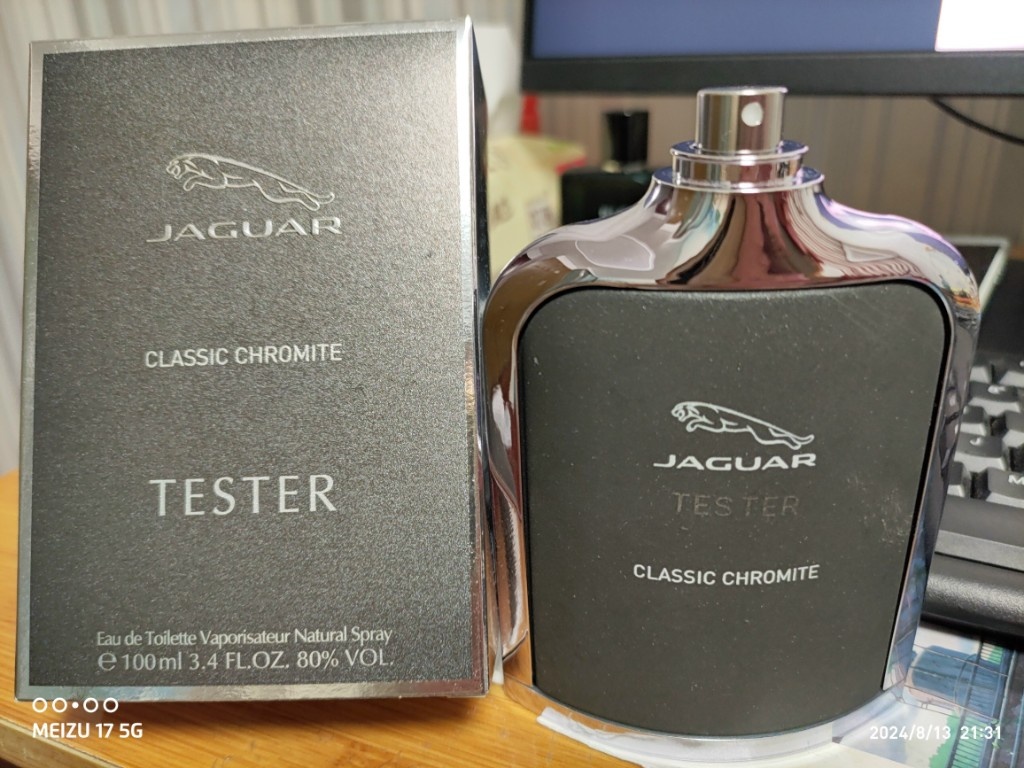 JAGUAR
CLASSIC CHROMITE
TESTER
Eau de Toilette Vaporisateur Natural Spray
℮ 100ml 3.4 FL.OZ. 80% VOL.
JAGUAR
TESTER
CLASSIC CHROMITE
MEIZU 17 5G
2024/8/13 21:31